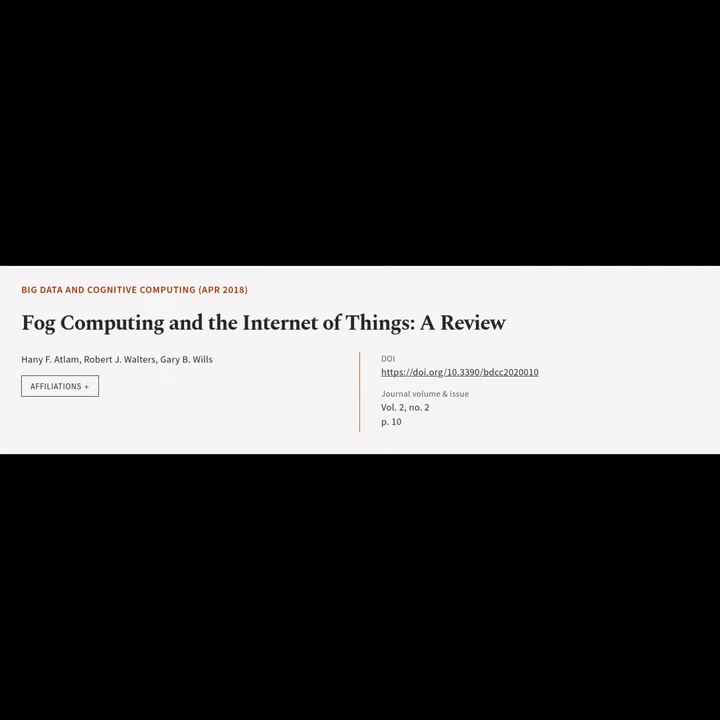 BIG DATA AND COGNITIVE COMPUTING (APR 2018)
Fog Computing and the Internet of Things: A Review
Hany F. Atlam, Robert J. Walters, Gary B. Wills
AFFILIATIONS +
DOI
https://doi.org/10.3390/bdcc2020010
Journal volume & issue
Vol. 2, no. 2
p. 10